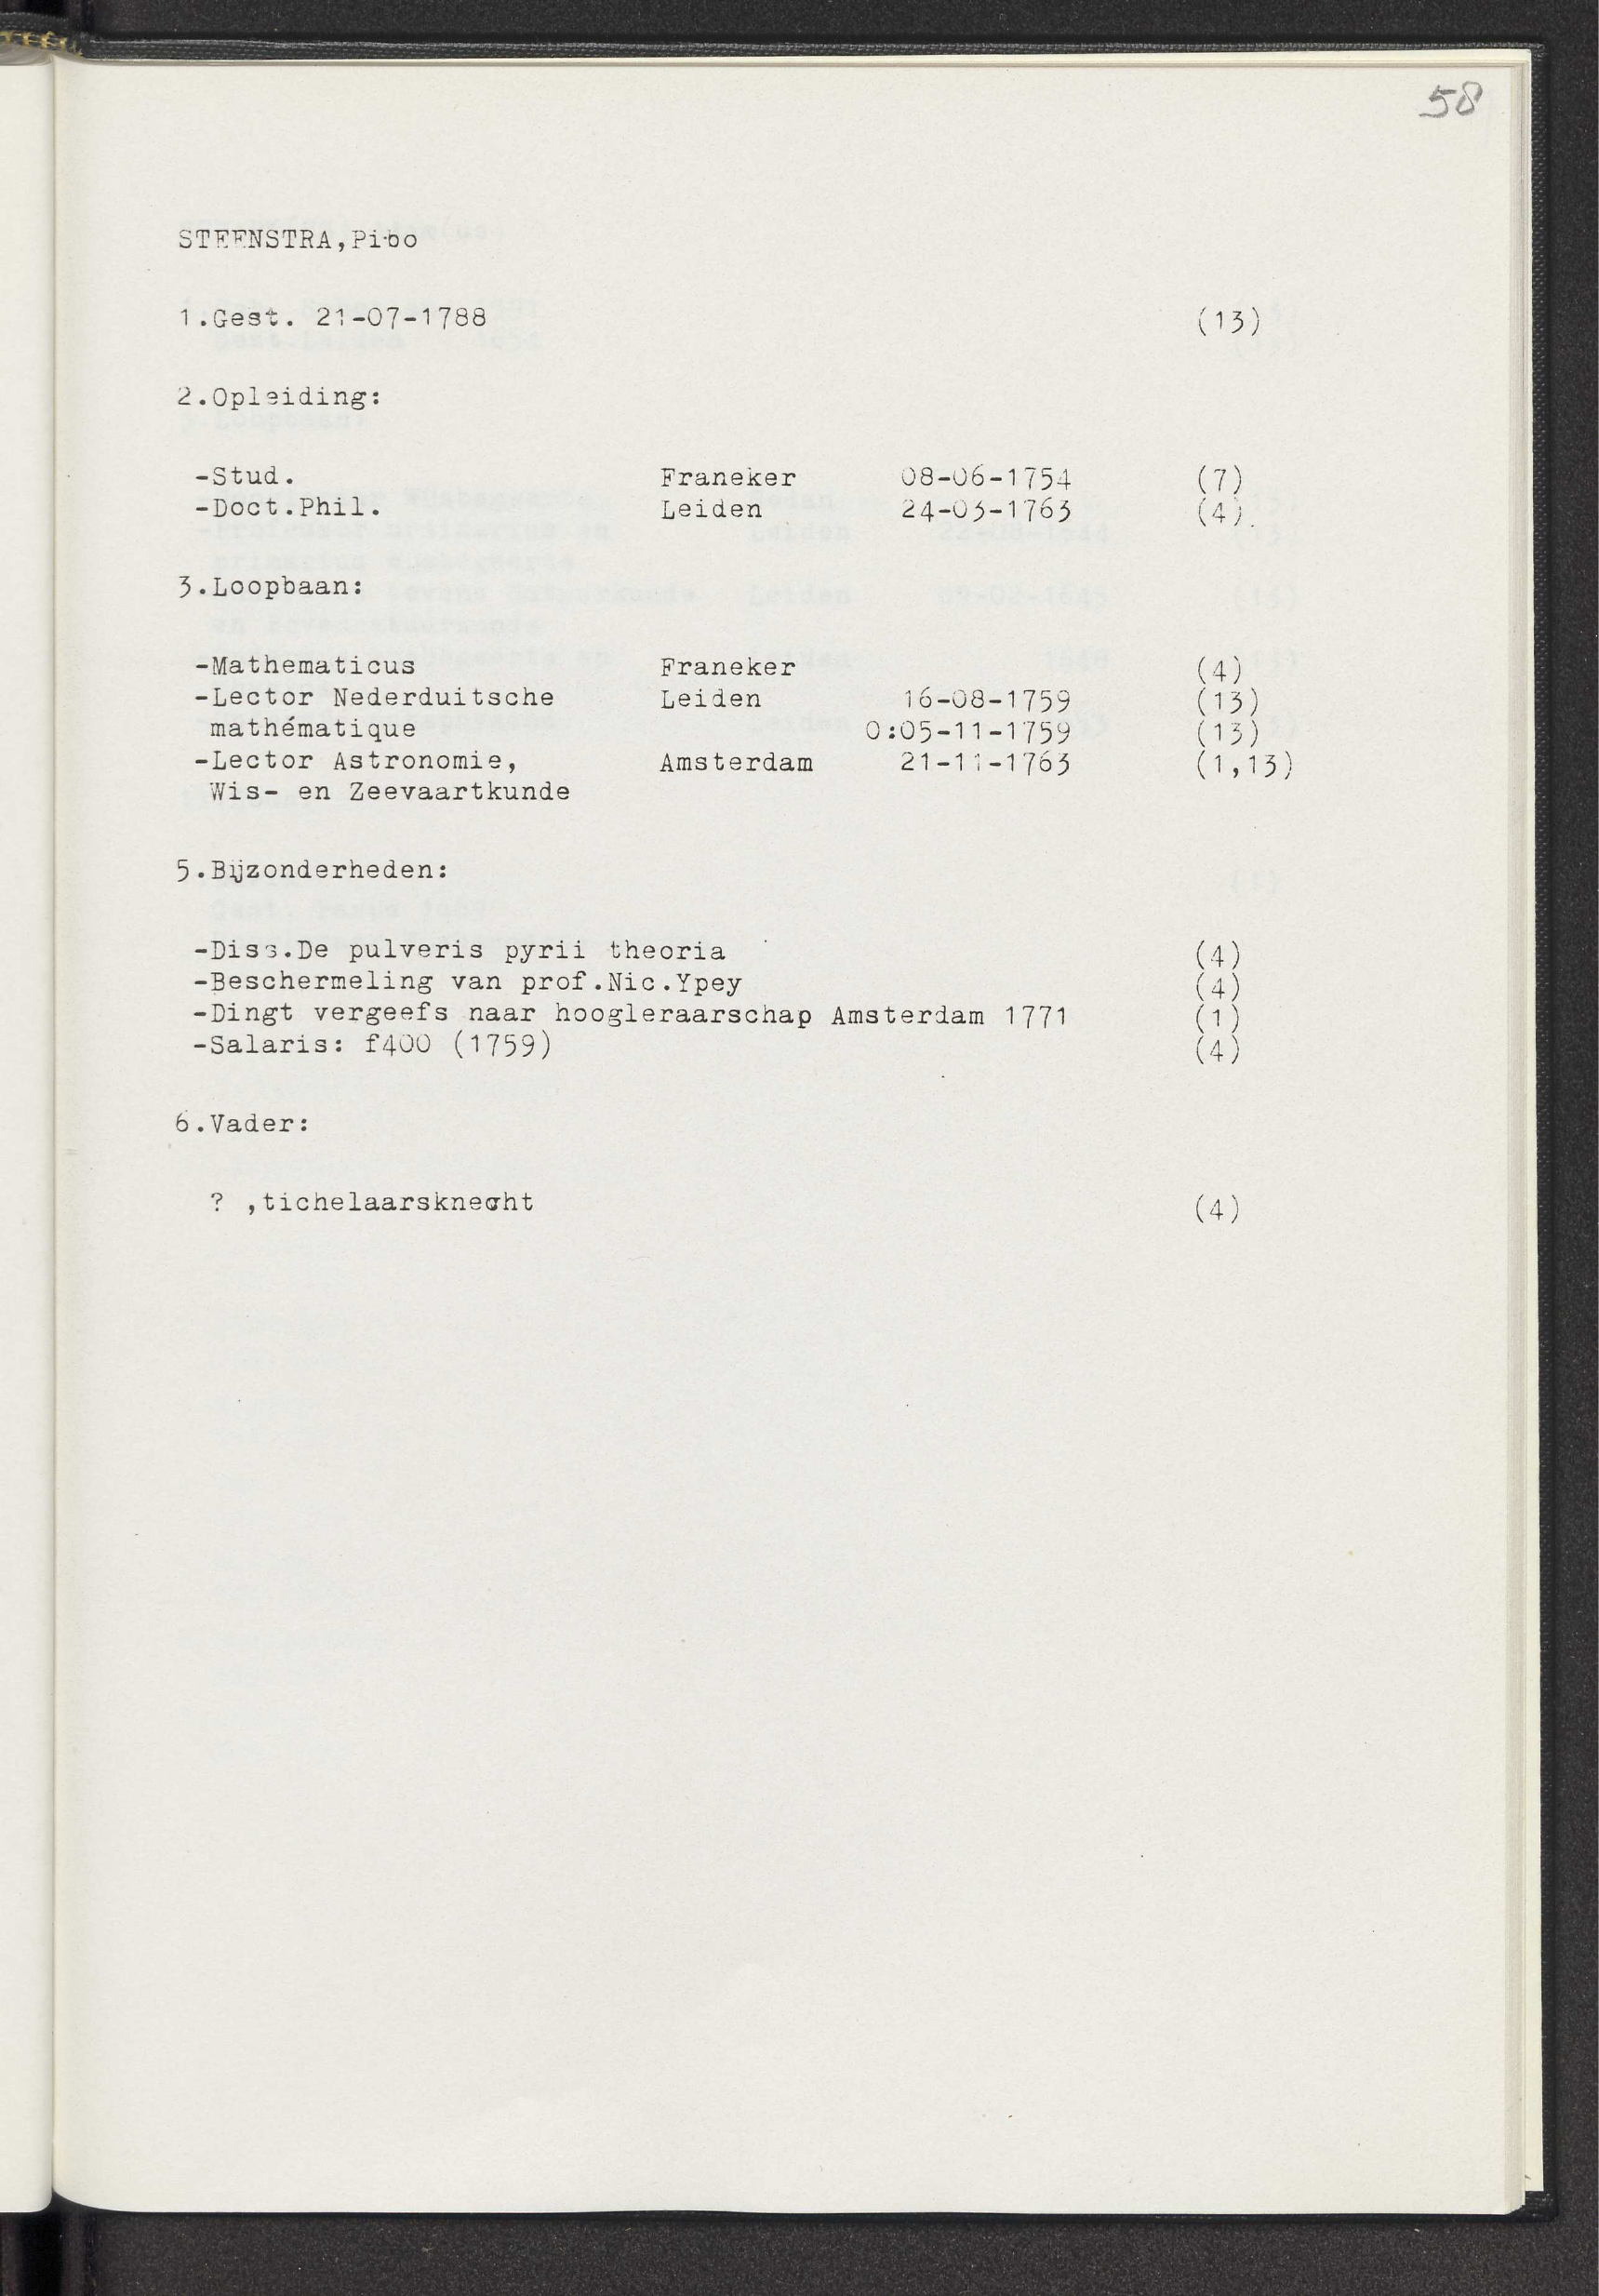 58
STEENSTRA,Pibo
1.Gest. 21-07-1788 (13)
2.Opleiding:
-Stud. Franeker 08-06-1754 (7)
-Doct.Phil. Leiden 24-03-1763 (4)
3.Loopbaan:
-Mathematicus Franeker (4)
-Lector Nederduitsche Leiden 16-08-1759 (13)
mathématique 0:05-11-1759 (13)
-Lector Astronomie, Amsterdam 21-11-1763 (1,13)
Wis- en Zeevaartkunde
5.Bijzonderheden:
-Diss.De pulveris pyrii theoria (4)
-Beschermeling van prof.Nic.Ypey (4)
-Dingt vergeefs naar hoogleraarschap Amsterdam 1771 (1)
-Salaris: f400 (1759) (4)
6.Vader:
? ,tichelaarsknecht (4)